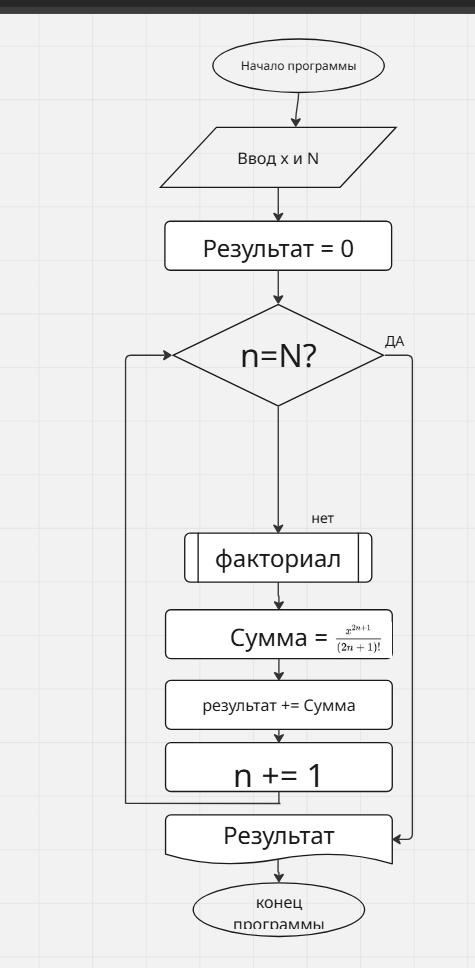 Начало программы
Ввод x и N
Результат = 0
n=N?
ДА
нет
факториал
Сумма = \frac{x^{2n+1}}{(2n+1)!}
результат += Сумма
n += 1
Результат
конец
программы